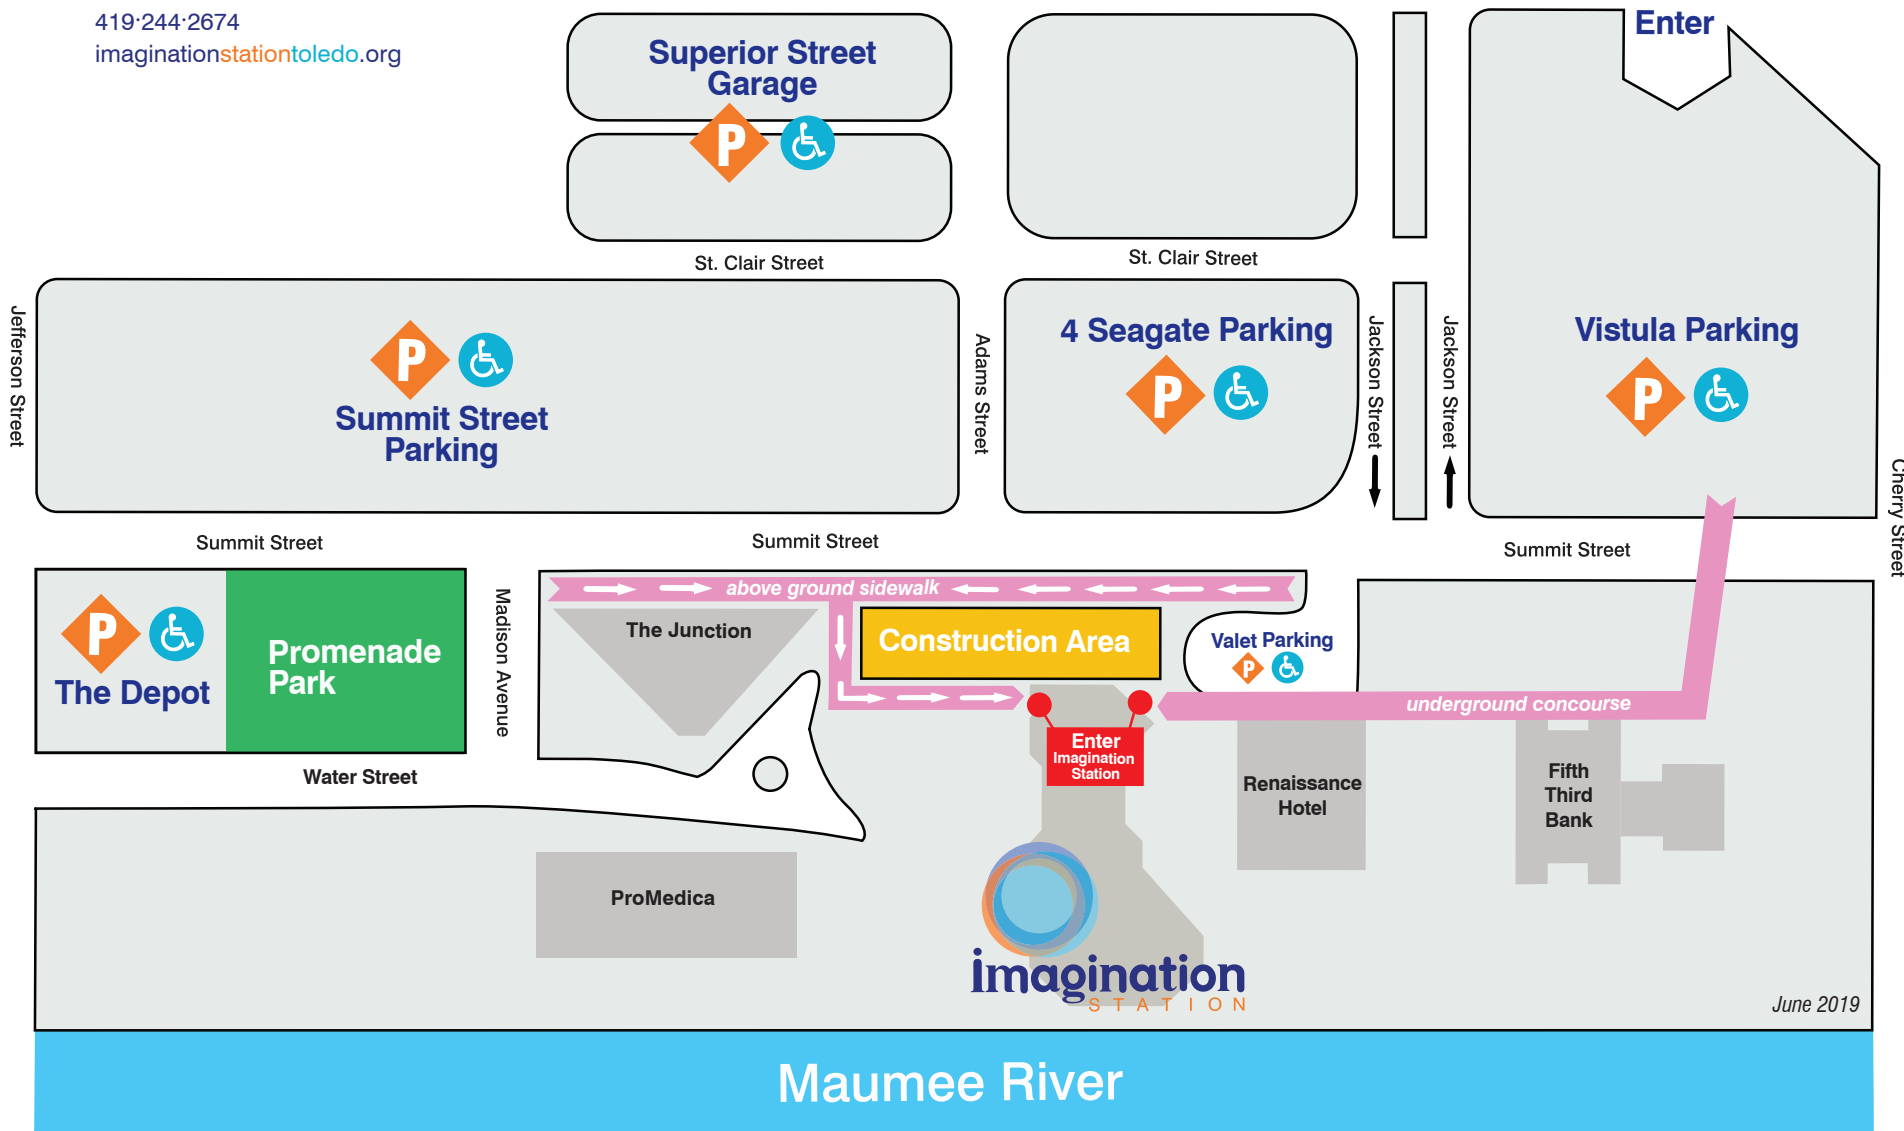 419·244·2674
imaginationstationtoledo.org
Superior Street
Garage
P
Enter
St. Clair Street
St. Clair Street
Jefferson Street
P
Summit Street
Parking
Adams Street
4 Seagate Parking
P
Jackson Street
Jackson Street
Vistula Parking
P
Cherry Street
Summit Street
Summit Street
Summit Street
P
The Depot
Promenade
Park
Madison Avenue
above ground sidewalk
The Junction
Construction Area
Valet Parking
P
underground concourse
Enter
Imagination
Station
Water Street
Renaissance
Hotel
Fifth
Third
Bank
ProMedica
imagination
STATION
June 2019
Maumee River